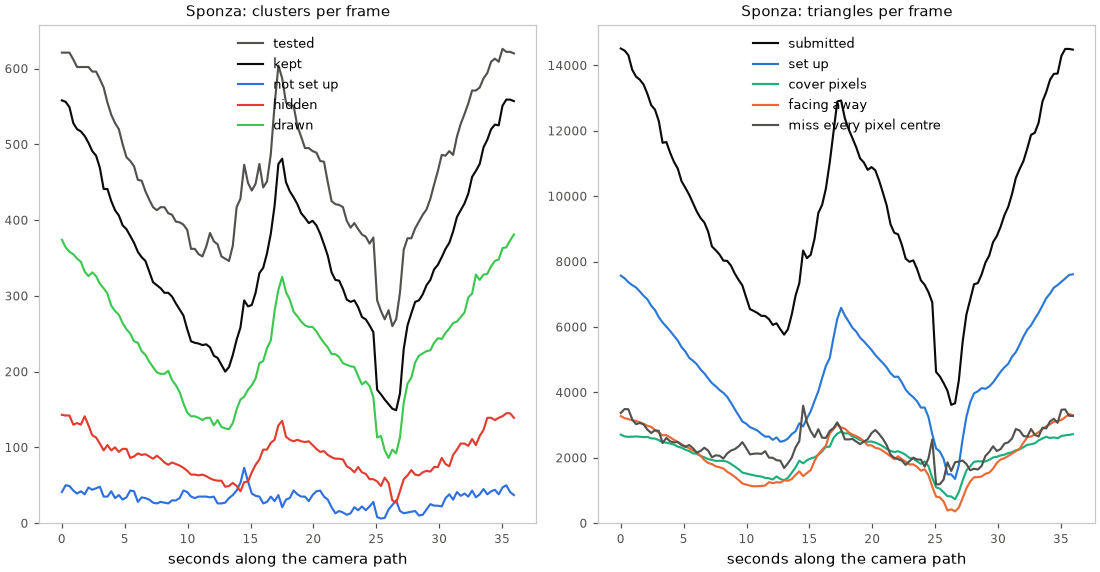 Sponza: clusters per frame
tested
kept
not set up
hidden
drawn
600
500
400
300
200
100
0
0 5 10 15 20 25 30 35
seconds along the camera path
Sponza: triangles per frame
submitted
set up
cover pixels
facing away
miss every pixel centre
14000
12000
10000
8000
6000
4000
2000
0
0 5 10 15 20 25 30 35
seconds along the camera path